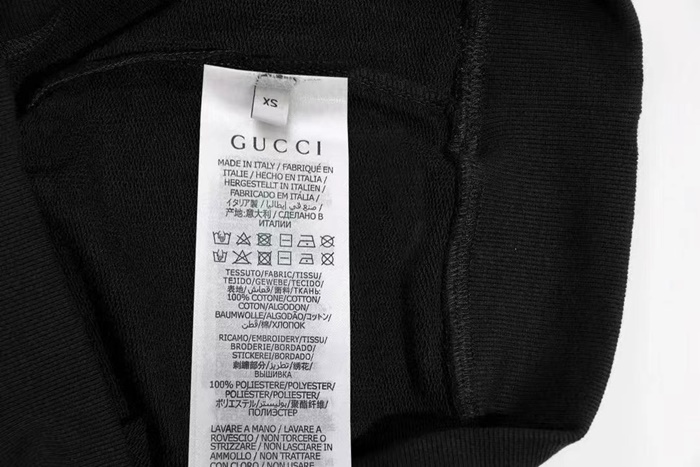 XS
GUCCI
MADE IN ITALY / FABRIQUÉ EN
ITALIE / HECHO EN ITALIA /
HERGESTELLT IN ITALIEN /
FABRICADO EM ITÁLIA /
イタリア製 / صنع في إيطاليا /
产地:意大利 / СДЕЛАНО В
ИТАЛИИ
TESSUTO/FABRIC/TISSU/
TEJIDO/GEWEBE/TECIDO/
表地/قماش/面料/ТКАНЬ:
100% COTONE/COTTON/
COTON/ALGODON/
BAUMWOLLE/ALGODÃO/コットン/
قطن/棉/ХЛОПОК
RICAMO/EMBROIDERY/TISSU/
BRODERIE/BORDADO/
STICKEREI/BORDADO/
刺繍部分/تطريز/绣花/
ВЫШИВКА
100% POLIESTERE/POLYESTER/
POLYESTER/POLIESTER/
ポリエステル/بوليستر/聚酯纤维/
ПОЛИЭСТЕР
LAVARE A MANO / LAVARE A
ROVESCIO / NON TORCERE O
STRIZZARE / NON LASCIARE IN
AMMOLLO / NON TRATTARE
CON CLORO / NON USARE